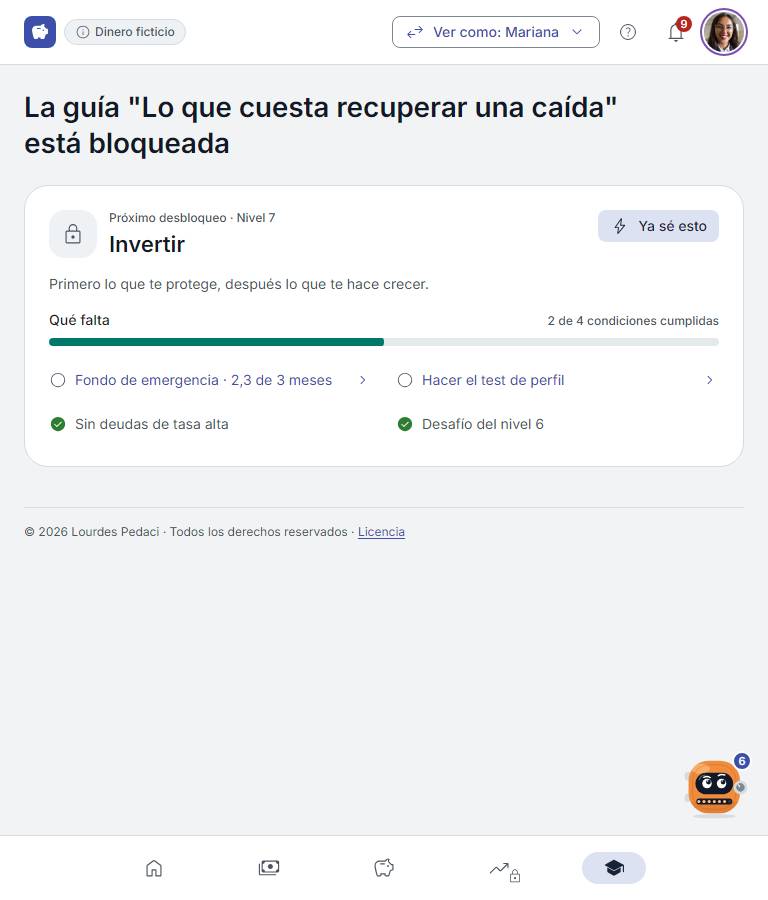 Dinero ficticio
Ver como: Mariana
9
La guía "Lo que cuesta recuperar una caída"
está bloqueada
Próximo desbloqueo · Nivel 7
Invertir
Ya sé esto
Primero lo que te protege, después lo que te hace crecer.
Qué falta
2 de 4 condiciones cumplidas
Fondo de emergencia · 2,3 de 3 meses
Hacer el test de perfil
Sin deudas de tasa alta
Desafío del nivel 6
© 2026 Lourdes Pedaci · Todos los derechos reservados · Licencia
6